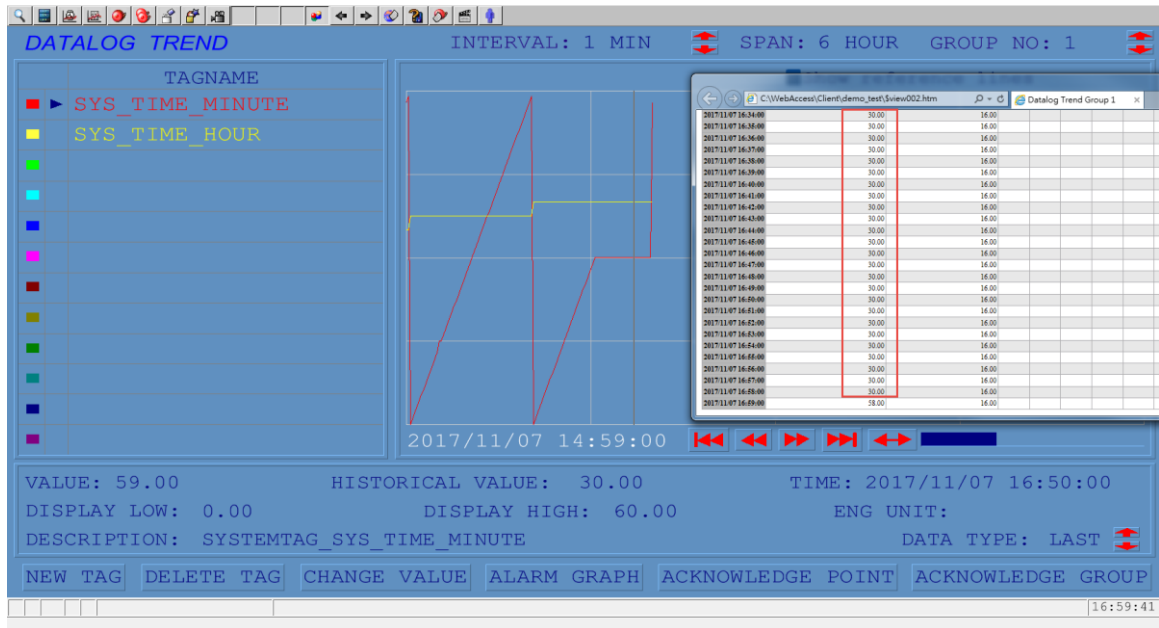 DATALOG TREND
INTERVAL: 1 MIN
SPAN: 6 HOUR
GROUP NO: 1
TAGNAME
SYS_TIME_MINUTE
SYS_TIME_HOUR
Show reference lines
C:\WebAccess\Client\demo_test\$view002.htm
Datalog Trend Group 1
2017/11/07 16:34:00 30.00 16.00
2017/11/07 16:35:00 30.00 16.00
2017/11/07 16:36:00 30.00 16.00
2017/11/07 16:37:00 30.00 16.00
2017/11/07 16:38:00 30.00 16.00
2017/11/07 16:39:00 30.00 16.00
2017/11/07 16:40:00 30.00 16.00
2017/11/07 16:41:00 30.00 16.00
2017/11/07 16:42:00 30.00 16.00
2017/11/07 16:43:00 30.00 16.00
2017/11/07 16:44:00 30.00 16.00
2017/11/07 16:45:00 30.00 16.00
2017/11/07 16:46:00 30.00 16.00
2017/11/07 16:47:00 30.00 16.00
2017/11/07 16:48:00 30.00 16.00
2017/11/07 16:49:00 30.00 16.00
2017/11/07 16:50:00 30.00 16.00
2017/11/07 16:51:00 30.00 16.00
2017/11/07 16:52:00 30.00 16.00
2017/11/07 16:53:00 30.00 16.00
2017/11/07 16:54:00 30.00 16.00
2017/11/07 16:55:00 30.00 16.00
2017/11/07 16:56:00 30.00 16.00
2017/11/07 16:57:00 30.00 16.00
2017/11/07 16:58:00 30.00 16.00
2017/11/07 16:59:00 58.00 16.00
2017/11/07 14:59:00
VALUE: 59.00 HISTORICAL VALUE: 30.00 TIME: 2017/11/07 16:50:00
DISPLAY LOW: 0.00 DISPLAY HIGH: 60.00 ENG UNIT:
DESCRIPTION: SYSTEMTAG_SYS_TIME_MINUTE DATA TYPE: LAST
NEW TAG DELETE TAG CHANGE VALUE ALARM GRAPH ACKNOWLEDGE POINT ACKNOWLEDGE GROUP
16:59:41